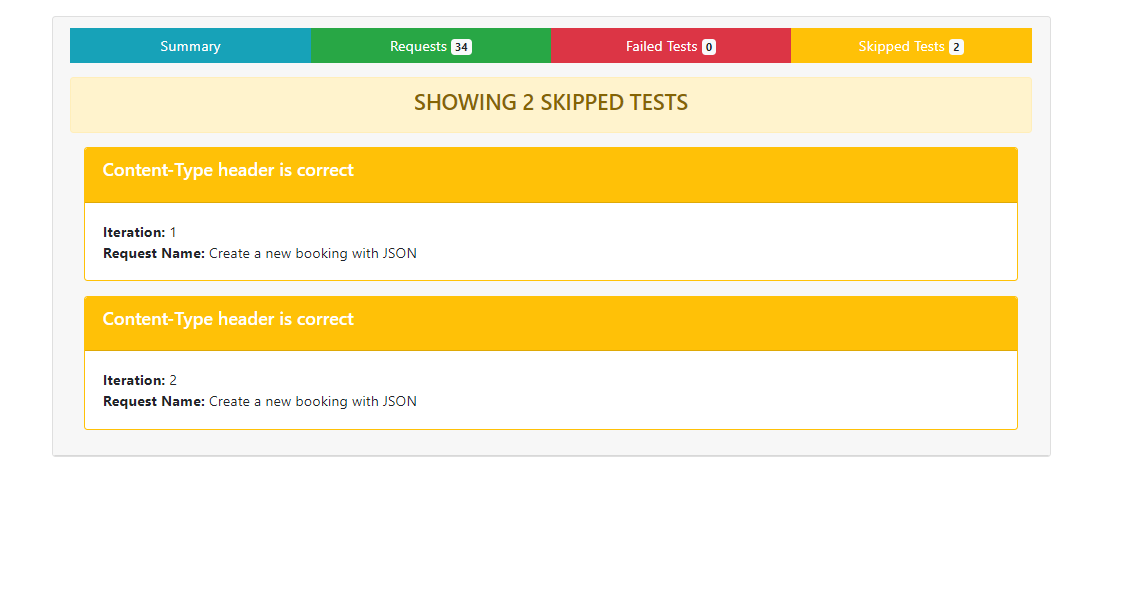 Summary Requests 34 Failed Tests 0 Skipped Tests 2
SHOWING 2 SKIPPED TESTS
Content-Type header is correct
Iteration: 1
Request Name: Create a new booking with JSON
Content-Type header is correct
Iteration: 2
Request Name: Create a new booking with JSON